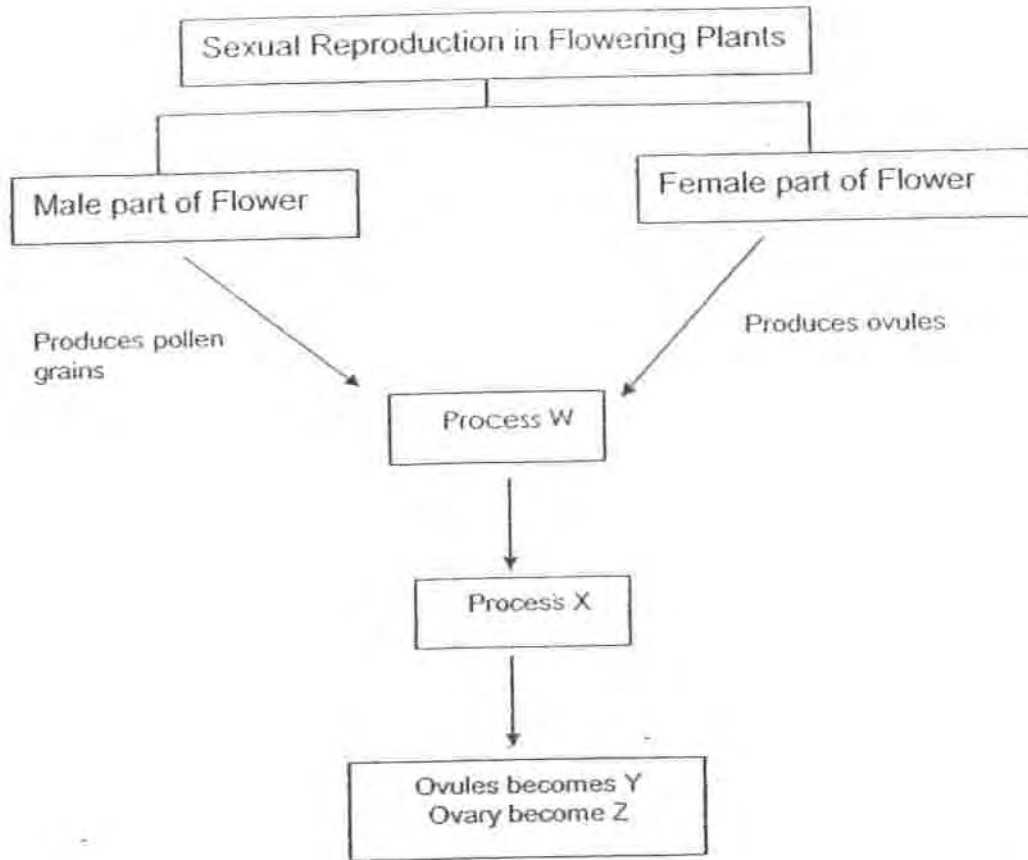 Sexual Reproduction in Flowering Plants
Male part of Flower
Female part of Flower
Produces pollen
grains
Produces ovules
Process W
Process X
Ovules becomes Y
Ovary become Z